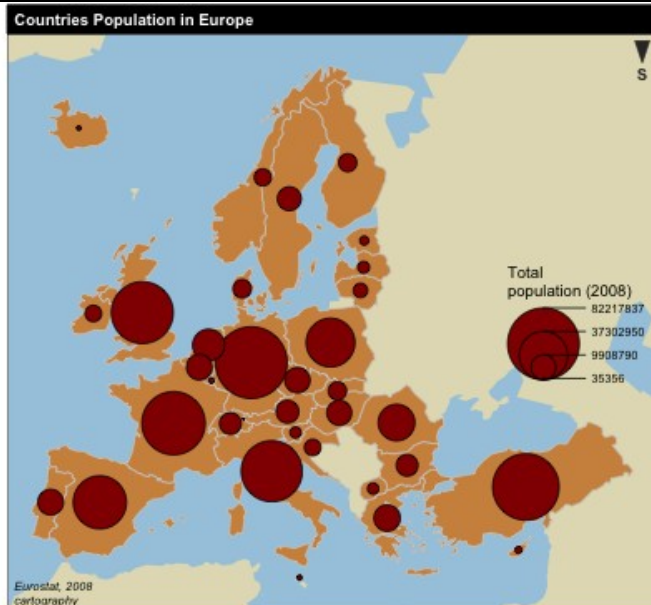 Countries Population in Europe
S
Total
population (2008)
82217837
37302950
9908790
35356
Eurostat, 2008
cartography